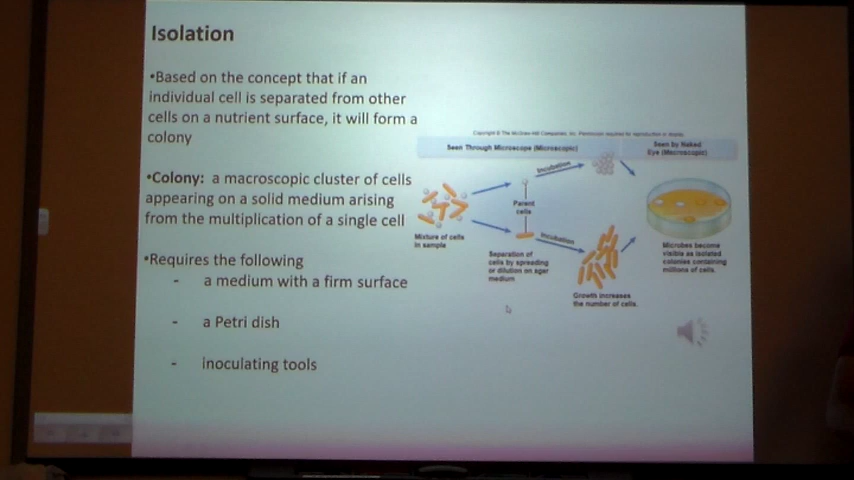 Isolation
•Based on the concept that if an
individual cell is separated from other
cells on a nutrient surface, it will form a
colony
•Colony: a macroscopic cluster of cells
appearing on a solid medium arising
from the multiplication of a single cell
•Requires the following
- a medium with a firm surface
- a Petri dish
- inoculating tools
Copyright © The McGraw-Hill Companies, Inc. Permission required for reproduction or display.
Seen Through Microscope (Microscopic)
Seen by Naked
Eye (Macroscopic)
Incubation
Parent
cells
Mixture of cells
in sample
Incubation
Separation of
cells by spreading
or dilution on agar
medium
Growth increases
the number of cells.
Microbes become
visible as isolated
colonies containing
millions of cells.